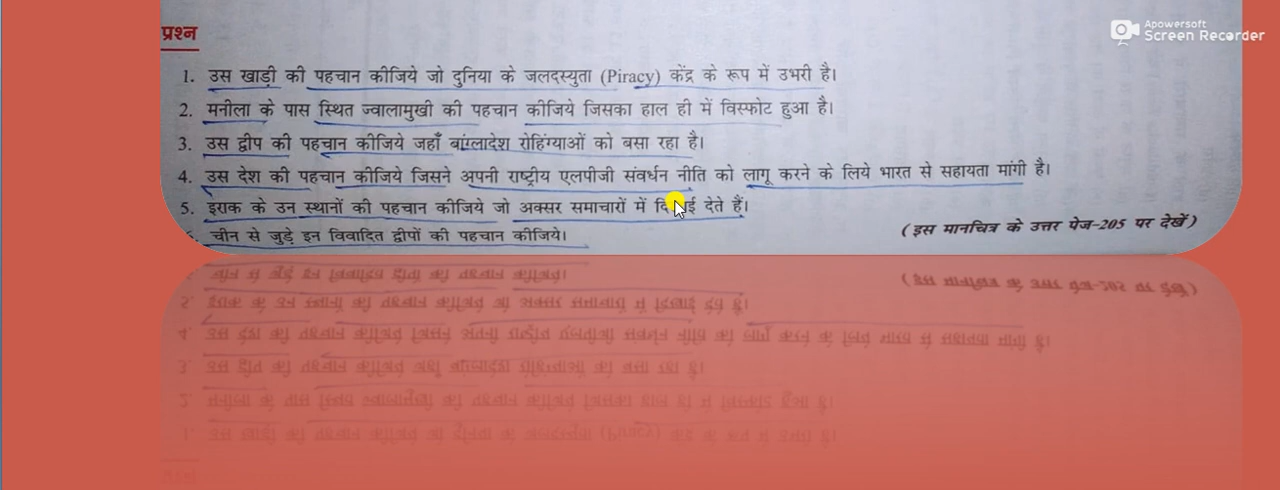 प्रश्न
Apowersoft
Screen Recorder
1. उस खाड़ी की पहचान कीजिये जो दुनिया के जलदस्युता (Piracy) केंद्र के रूप में उभरी है।
2. मनीला के पास स्थित ज्वालामुखी की पहचान कीजिये जिसका हाल ही में विस्फोट हुआ है।
3. उस द्वीप की पहचान कीजिये जहाँ बांग्लादेश रोहिंग्याओं को बसा रहा है।
4. उस देश की पहचान कीजिये जिसने अपनी राष्ट्रीय एलपीजी संवर्धन नीति को लागू करने के लिये भारत से सहायता मांगी है।
5. इराक के उन स्थानों की पहचान कीजिये जो अक्सर समाचारों में देते हैं।
चीन से जुड़े इन विवादित द्वीपों की पहचान कीजिये।
(इस मानचित्र के उत्तर पेज-205 पर देखें)